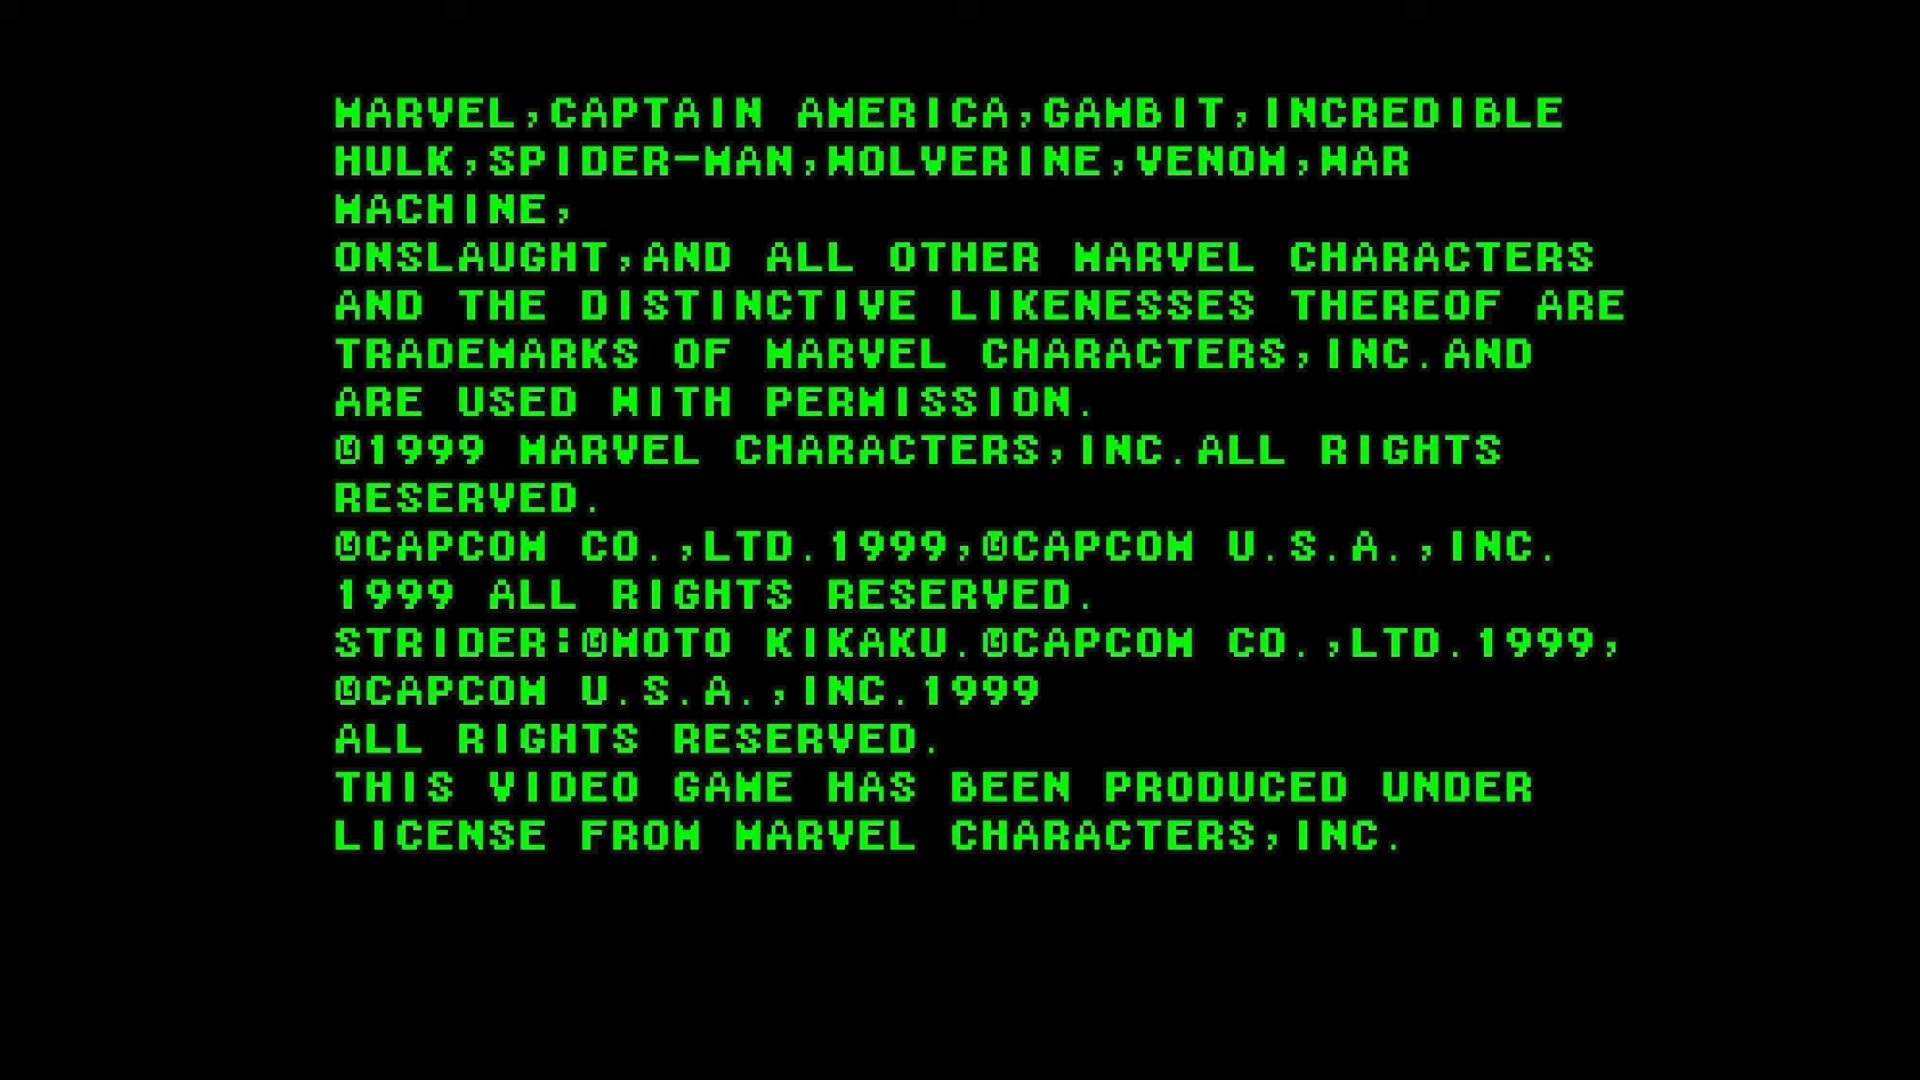 MARVEL,CAPTAIN AMERICA,GAMBIT,INCREDIBLE
HULK,SPIDER-MAN,WOLVERINE,VENOM,WAR
MACHINE,
ONSLAUGHT,AND ALL OTHER MARVEL CHARACTERS
AND THE DISTINCTIVE LIKENESSES THEREOF ARE
TRADEMARKS OF MARVEL CHARACTERS,INC.AND
ARE USED WITH PERMISSION.
©1999 MARVEL CHARACTERS,INC.ALL RIGHTS
RESERVED.
©CAPCOM CO.,LTD.1999,©CAPCOM U.S.A.,INC.
1999 ALL RIGHTS RESERVED.
STRIDER:©MOTO KIKAKU.©CAPCOM CO.,LTD.1999,
©CAPCOM U.S.A.,INC.1999
ALL RIGHTS RESERVED.
THIS VIDEO GAME HAS BEEN PRODUCED UNDER
LICENSE FROM MARVEL CHARACTERS,INC.